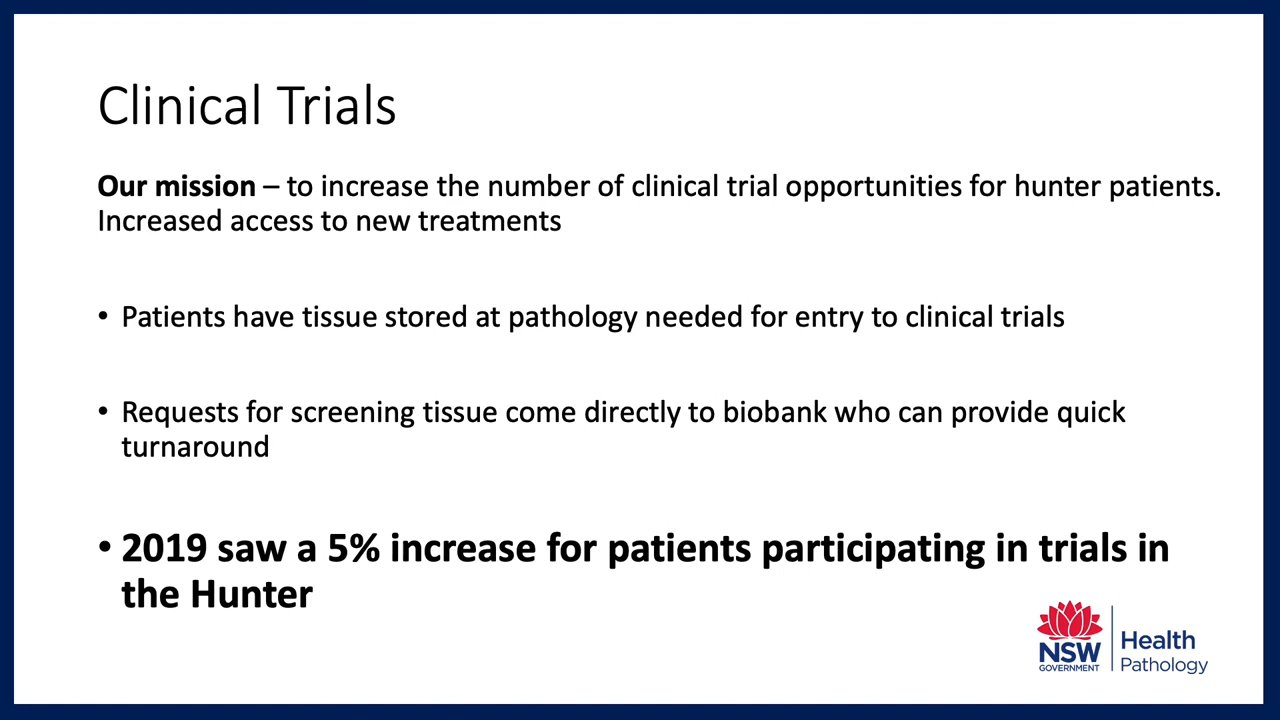 Clinical Trials
Our mission – to increase the number of clinical trial opportunities for hunter patients.
Increased access to new treatments
• Patients have tissue stored at pathology needed for entry to clinical trials
• Requests for screening tissue come directly to biobank who can provide quick
turnaround
• 2019 saw a 5% increase for patients participating in trials in
the Hunter
NSW
GOVERNMENT
Health
Pathology